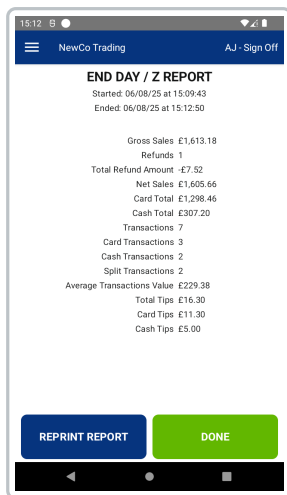 15:12
NewCo Trading AJ - Sign Off
END DAY / Z REPORT
Started: 06/08/25 at 15:09:43
Ended: 06/08/25 at 15:12:50
Gross Sales £1,613.18
Refunds 1
Total Refund Amount -£7.52
Net Sales £1,605.66
Card Total £1,298.46
Cash Total £307.20
Transactions 7
Card Transactions 3
Cash Transactions 2
Split Transactions 2
Average Transactions Value £229.38
Total Tips £16.30
Card Tips £11.30
Cash Tips £5.00
REPRINT REPORT DONE